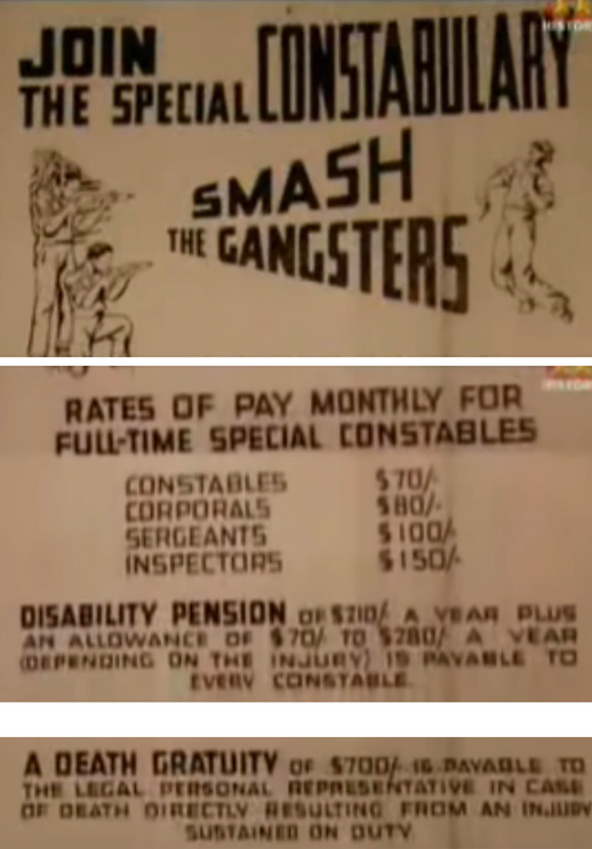 HISTOR
JOIN
THE SPECIAL CONSTABULARY
SMASH
THE GANGSTERS
RATES OF PAY MONTHLY FOR
FULL-TIME SPECIAL CONSTABLES
CONSTABLES $70/-
CORPORALS $80/-
SERGEANTS $100/-
INSPECTORS $150/-
DISABILITY PENSION OF $210/- A YEAR PLUS
AN ALLOWANCE OF $70/- TO $280/- A YEAR
(DEPENDING ON THE INJURY) IS PAYABLE TO
EVERY CONSTABLE.
A DEATH GRATUITY OF $700/- IS PAYABLE TO
THE LEGAL PERSONAL REPRESENTATIVE IN CASE
OF DEATH DIRECTLY RESULTING FROM AN INJURY
SUSTAINED ON DUTY.